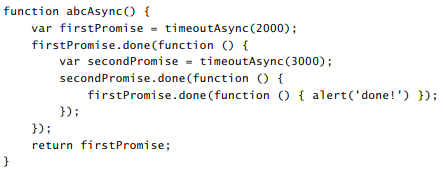 function abcAsync() {
    var firstPromise = timeoutAsync(2000);
    firstPromise.done(function () {
        var secondPromise = timeoutAsync(3000);
        secondPromise.done(function () {
            firstPromise.done(function () { alert('done!') });
        });
    });
    return firstPromise;
}